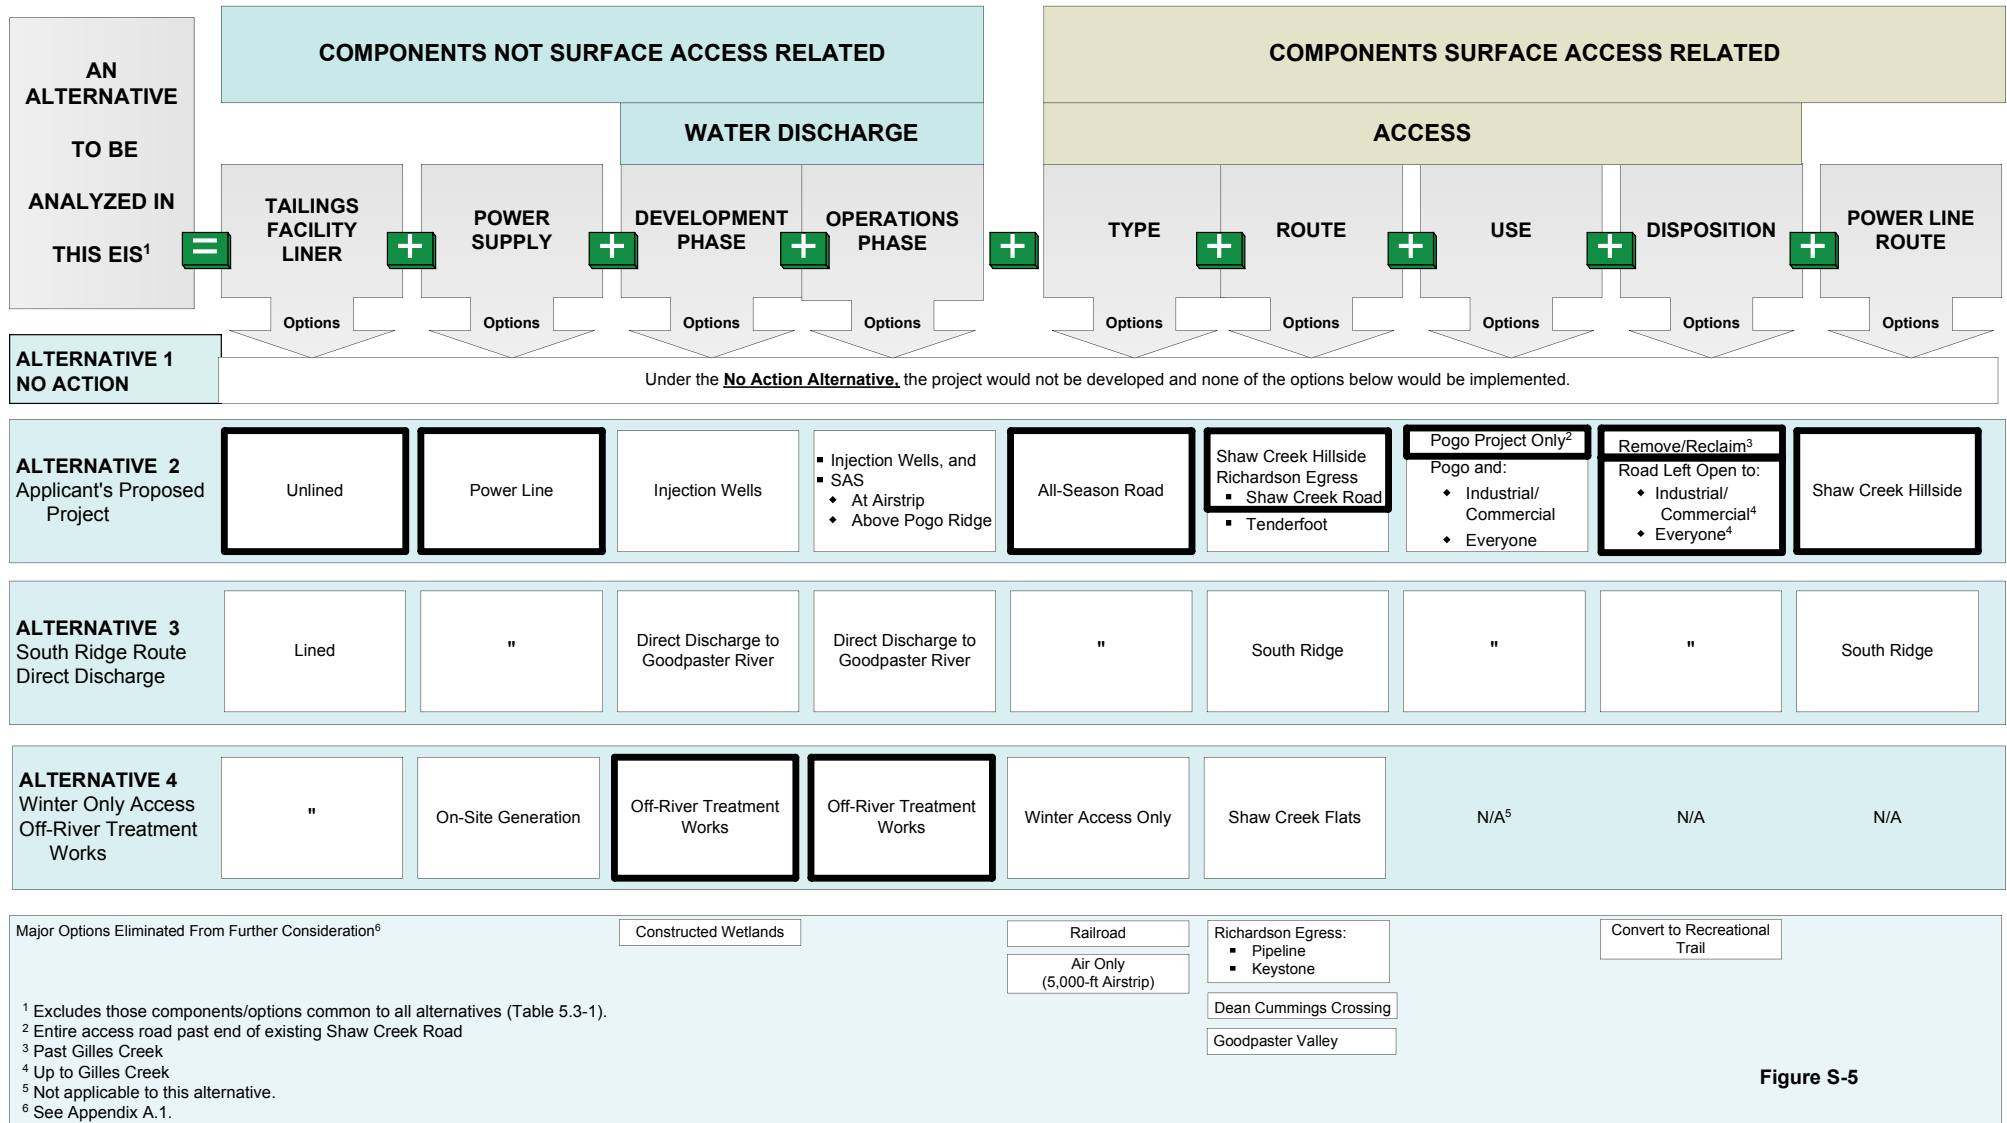 AN
ALTERNATIVE
TO BE
ANALYZED IN
THIS EIS¹
=
COMPONENTS NOT SURFACE ACCESS RELATED
WATER DISCHARGE
TAILINGS
FACILITY
LINER
+
POWER
SUPPLY
+
DEVELOPMENT
PHASE
+
OPERATIONS
PHASE
+
COMPONENTS SURFACE ACCESS RELATED
ACCESS
TYPE
+
ROUTE
+
USE
+
DISPOSITION
+
POWER LINE
ROUTE
Options
Options
Options
Options
Options
Options
Options
Options
Options
ALTERNATIVE 1
NO ACTION
Under the No Action Alternative, the project would not be developed and none of the options below would be implemented.
ALTERNATIVE 2
Applicant's Proposed
Project
Unlined
Power Line
Injection Wells
▪ Injection Wells, and
▪ SAS
◆ At Airstrip
◆ Above Pogo Ridge
All-Season Road
Shaw Creek Hillside
Richardson Egress
▪ Shaw Creek Road
▪ Tenderfoot
Pogo Project Only²
Pogo and:
◆ Industrial/
Commercial
◆ Everyone
Remove/Reclaim³
Road Left Open to:
◆ Industrial/
Commercial⁴
◆ Everyone⁴
Shaw Creek Hillside
ALTERNATIVE 3
South Ridge Route
Direct Discharge
Lined
"
Direct Discharge to
Goodpaster River
Direct Discharge to
Goodpaster River
"
South Ridge
"
"
South Ridge
ALTERNATIVE 4
Winter Only Access
Off-River Treatment
Works
"
On-Site Generation
Off-River Treatment
Works
Off-River Treatment
Works
Winter Access Only
Shaw Creek Flats
N/A⁵
N/A
N/A
Major Options Eliminated From Further Consideration⁶
Constructed Wetlands
Railroad
Air Only
(5,000-ft Airstrip)
Richardson Egress:
▪ Pipeline
▪ Keystone
Dean Cummings Crossing
Goodpaster Valley
Convert to Recreational
Trail
¹ Excludes those components/options common to all alternatives (Table 5.3-1).
² Entire access road past end of existing Shaw Creek Road
³ Past Gilles Creek
⁴ Up to Gilles Creek
⁵ Not applicable to this alternative.
⁶ See Appendix A.1.
Figure S-5